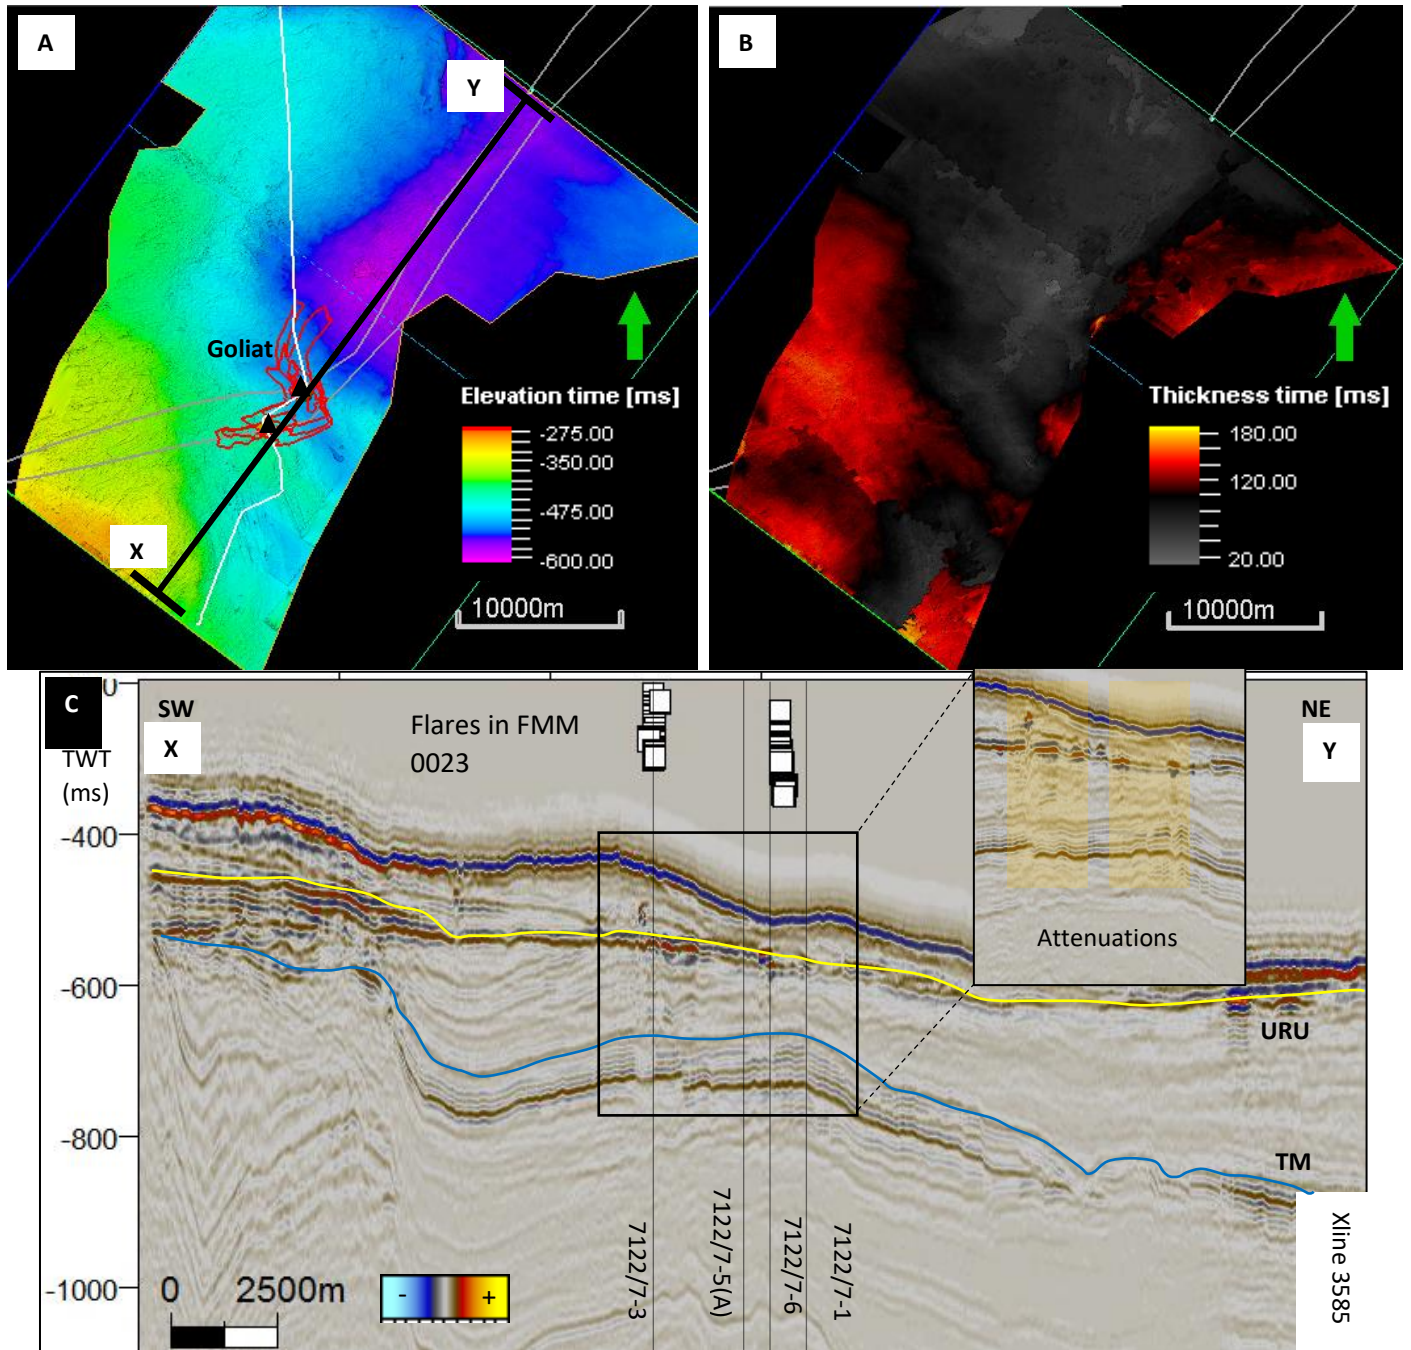 A
Y
Goliat
X
Elevation time [ms]
-275.00
-350.00
-475.00
-600.00
10000m
B
Thickness time [ms]
180.00
120.00
20.00
10000m
C
SW
X
TWT
(ms)
0
-400
-600
-800
-1000
Flares in FMM
0023
NE
Y
Attenuations
URU
TM
7122/7-3
7122/7-5(A)
7122/7-6
7122/7-1
Xline 3585
0 2500m
- +